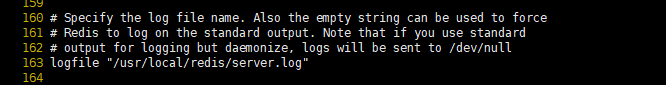 159
160 # Specify the log file name. Also the empty string can be used to force
161 # Redis to log on the standard output. Note that if you use standard
162 # output for logging but daemonize, logs will be sent to /dev/null
163 logfile "/usr/local/redis/server.log"
164